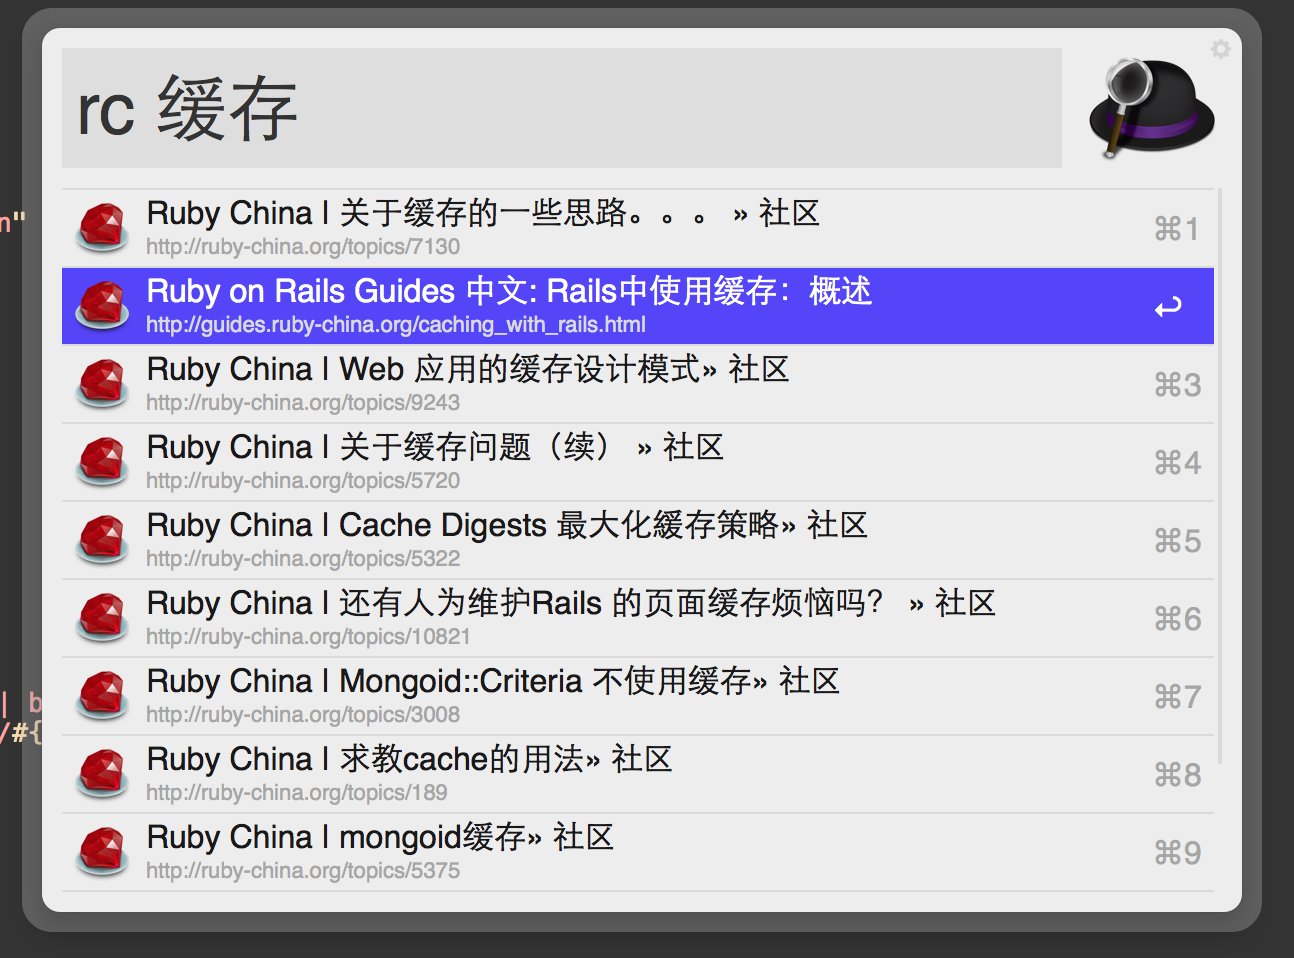 rc 缓存
n"
Ruby China | 关于缓存的一些思路。。。 » 社区
http://ruby-china.org/topics/7130
⌘1
Ruby on Rails Guides 中文: Rails中使用缓存：概述
http://guides.ruby-china.org/caching_with_rails.html
Ruby China | Web 应用的缓存设计模式» 社区
http://ruby-china.org/topics/9243
⌘3
Ruby China | 关于缓存问题（续） » 社区
http://ruby-china.org/topics/5720
⌘4
Ruby China | Cache Digests 最大化緩存策略» 社区
http://ruby-china.org/topics/5322
⌘5
Ruby China | 还有人为维护Rails 的页面缓存烦恼吗？ » 社区
http://ruby-china.org/topics/10821
⌘6
Ruby China | Mongoid::Criteria 不使用缓存» 社区
http://ruby-china.org/topics/3008
⌘7
| b
/#{
Ruby China | 求教cache的用法» 社区
http://ruby-china.org/topics/189
⌘8
Ruby China | mongoid缓存» 社区
http://ruby-china.org/topics/5375
⌘9